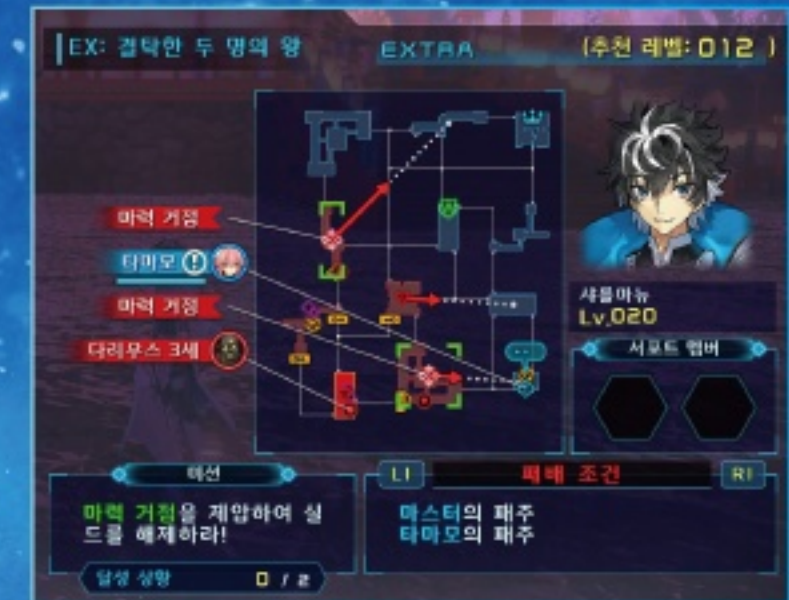 EX: 결탁한 두 명의 왕
EXTRA
(추천 레벨: 012 )
마력 거점
타마모 !
마력 거점
다리우스 3세
샤를마뉴
Lv.020
서포트 멤버
미션
마력 거점을 제압하여 실
드를 해제하라!
달성 상황 0 / 2
L1
패배 조건
R1
마스터의 패주
타마모의 패주